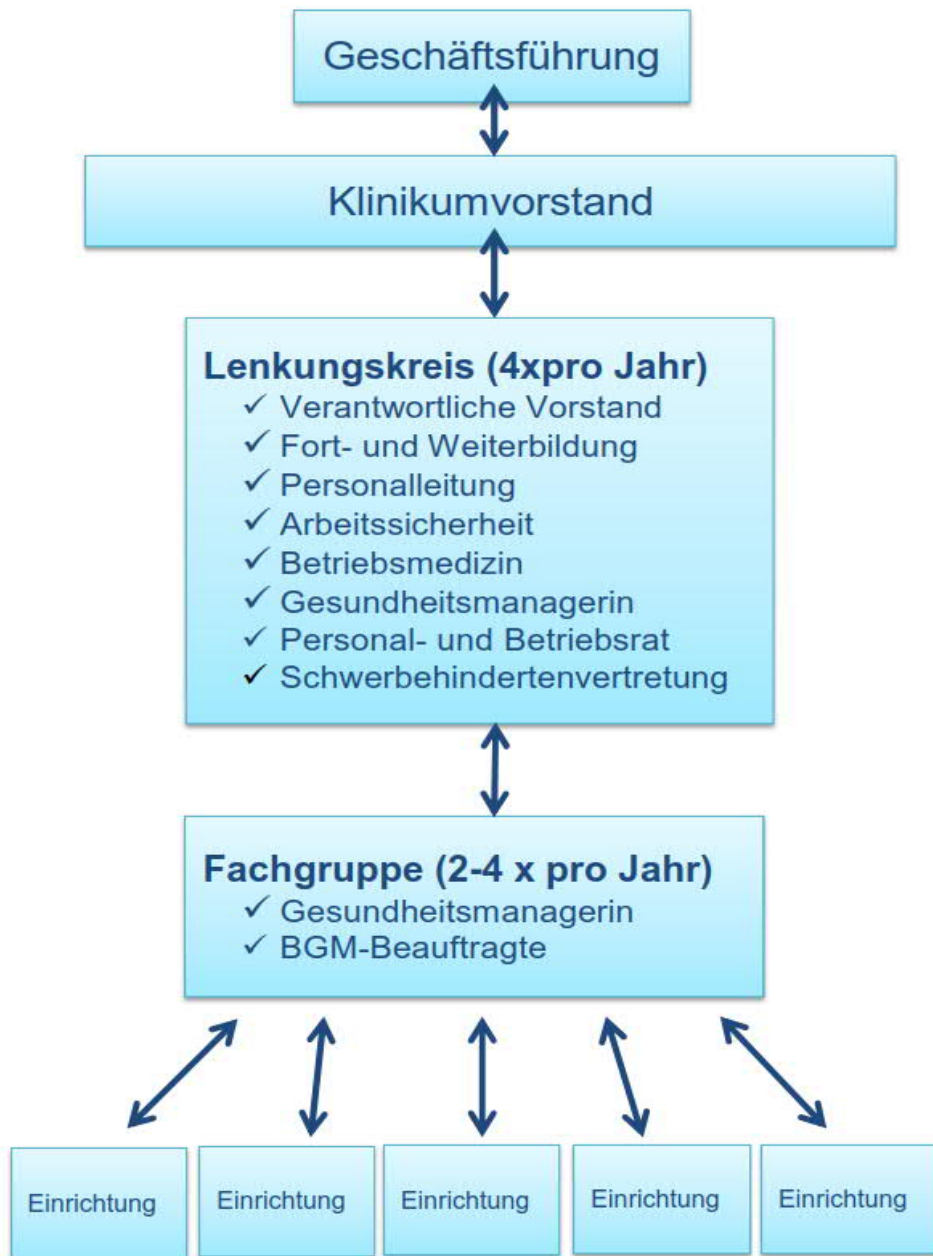 Geschäftsführung
Klinikumvorstand
Lenkungskreis (4xpro Jahr)
✓ Verantwortliche Vorstand
✓ Fort- und Weiterbildung
✓ Personalleitung
✓ Arbeitssicherheit
✓ Betriebsmedizin
✓ Gesundheitsmanagerin
✓ Personal- und Betriebsrat
✓ Schwerbehindertenvertretung
Fachgruppe (2-4 x pro Jahr)
✓ Gesundheitsmanagerin
✓ BGM-Beauftragte
Einrichtung
Einrichtung
Einrichtung
Einrichtung
Einrichtung